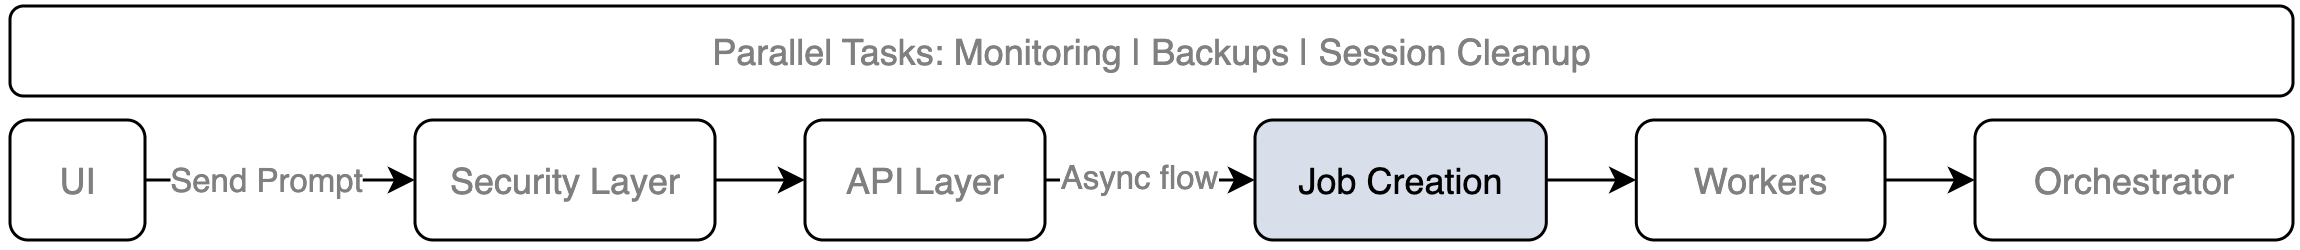 Parallel Tasks: Monitoring | Backups | Session Cleanup
UI
Send Prompt
Security Layer
API Layer
Async flow
Job Creation
Workers
Orchestrator